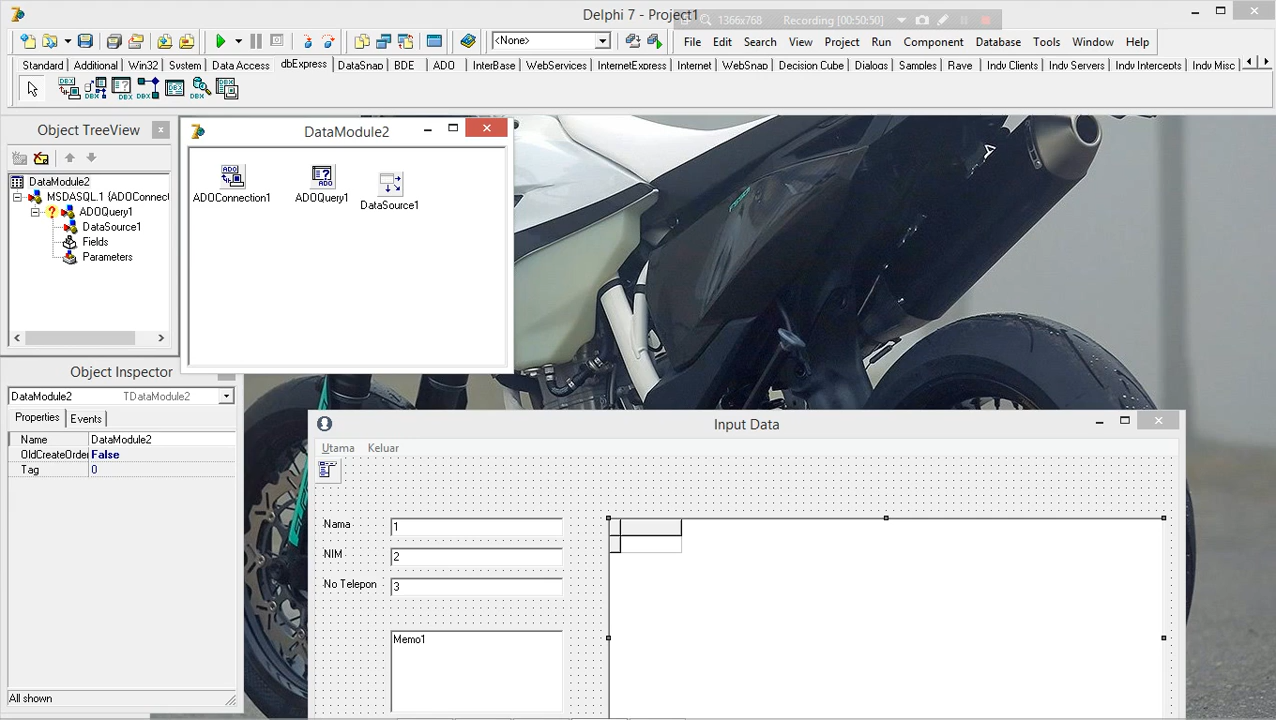 Delphi 7 - Project1
1366x768 Recording [00:50:50]
<None>
File Edit Search View Project Run Component Database Tools Window Help
Standard Additional Win32 System Data Access dbExpress DataSnap BDE ADO InterBase WebServices InternetExpress Internet WebSnap Decision Cube Dialogs Samples Rave Indy Clients Indy Servers Indy Intercepts Indy Misc
Object TreeView
DataModule2
MSDASQL.1 {ADOConnect
ADOQuery1
DataSource1
Fields
Parameters
DataModule2
ADOConnection1
ADOQuery1
DataSource1
Object Inspector
DataModule2 TDataModule2
Properties Events
Name DataModule2
OldCreateOrder False
Tag 0
All shown
Input Data
Utama Keluar
Nama 1
NIM 2
No Telepon 3
Memo1